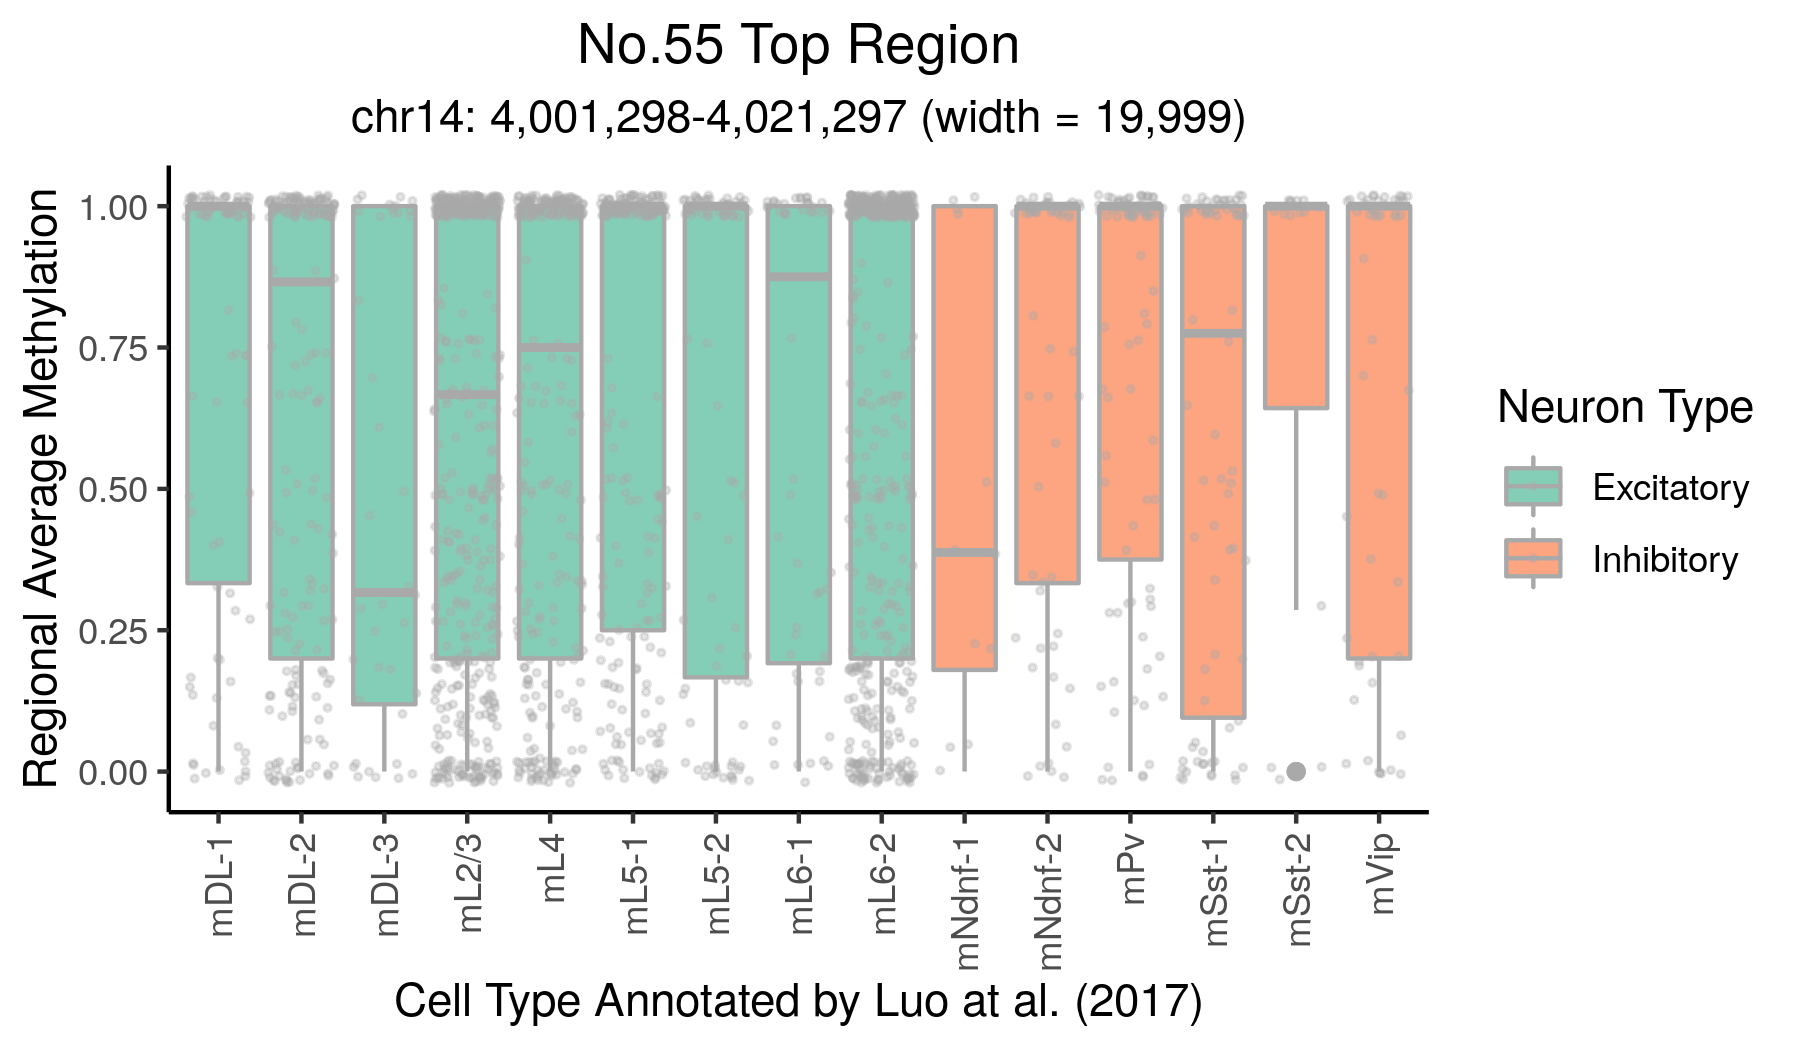 No.55 Top Region
chr14: 4,001,298-4,021,297 (width = 19,999)
Regional Average Methylation
1.00
0.75
0.50
0.25
0.00
mDL-1
mDL-2
mDL-3
mL2/3
mL4
mL5-1
mL5-2
mL6-1
mL6-2
mNdnf-1
mNdnf-2
mPv
mSst-1
mSst-2
mVip
Cell Type Annotated by Luo at al. (2017)
Neuron Type
Excitatory
Inhibitory